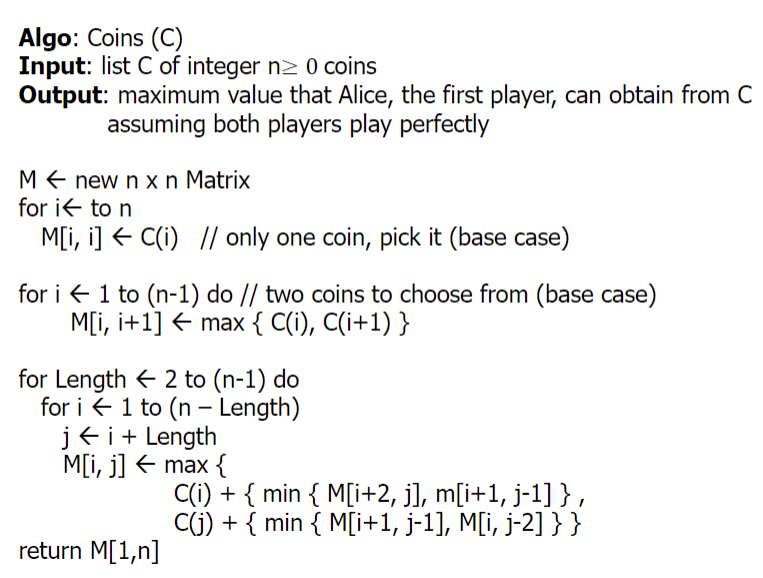 Algo: Coins (C)
Input: list C of integer n≥ 0 coins
Output: maximum value that Alice, the first player, can obtain from C
assuming both players play perfectly
M ← new n x n Matrix
for i← to n
M[i, i] ← C(i) // only one coin, pick it (base case)
for i ← 1 to (n-1) do // two coins to choose from (base case)
M[i, i+1] ← max { C(i), C(i+1) }
for Length ← 2 to (n-1) do
for i ← 1 to (n – Length)
j ← i + Length
M[i, j] ← max {
C(i) + { min { M[i+2, j], m[i+1, j-1] } ,
C(j) + { min { M[i+1, j-1], M[i, j-2] } }
return M[1,n]